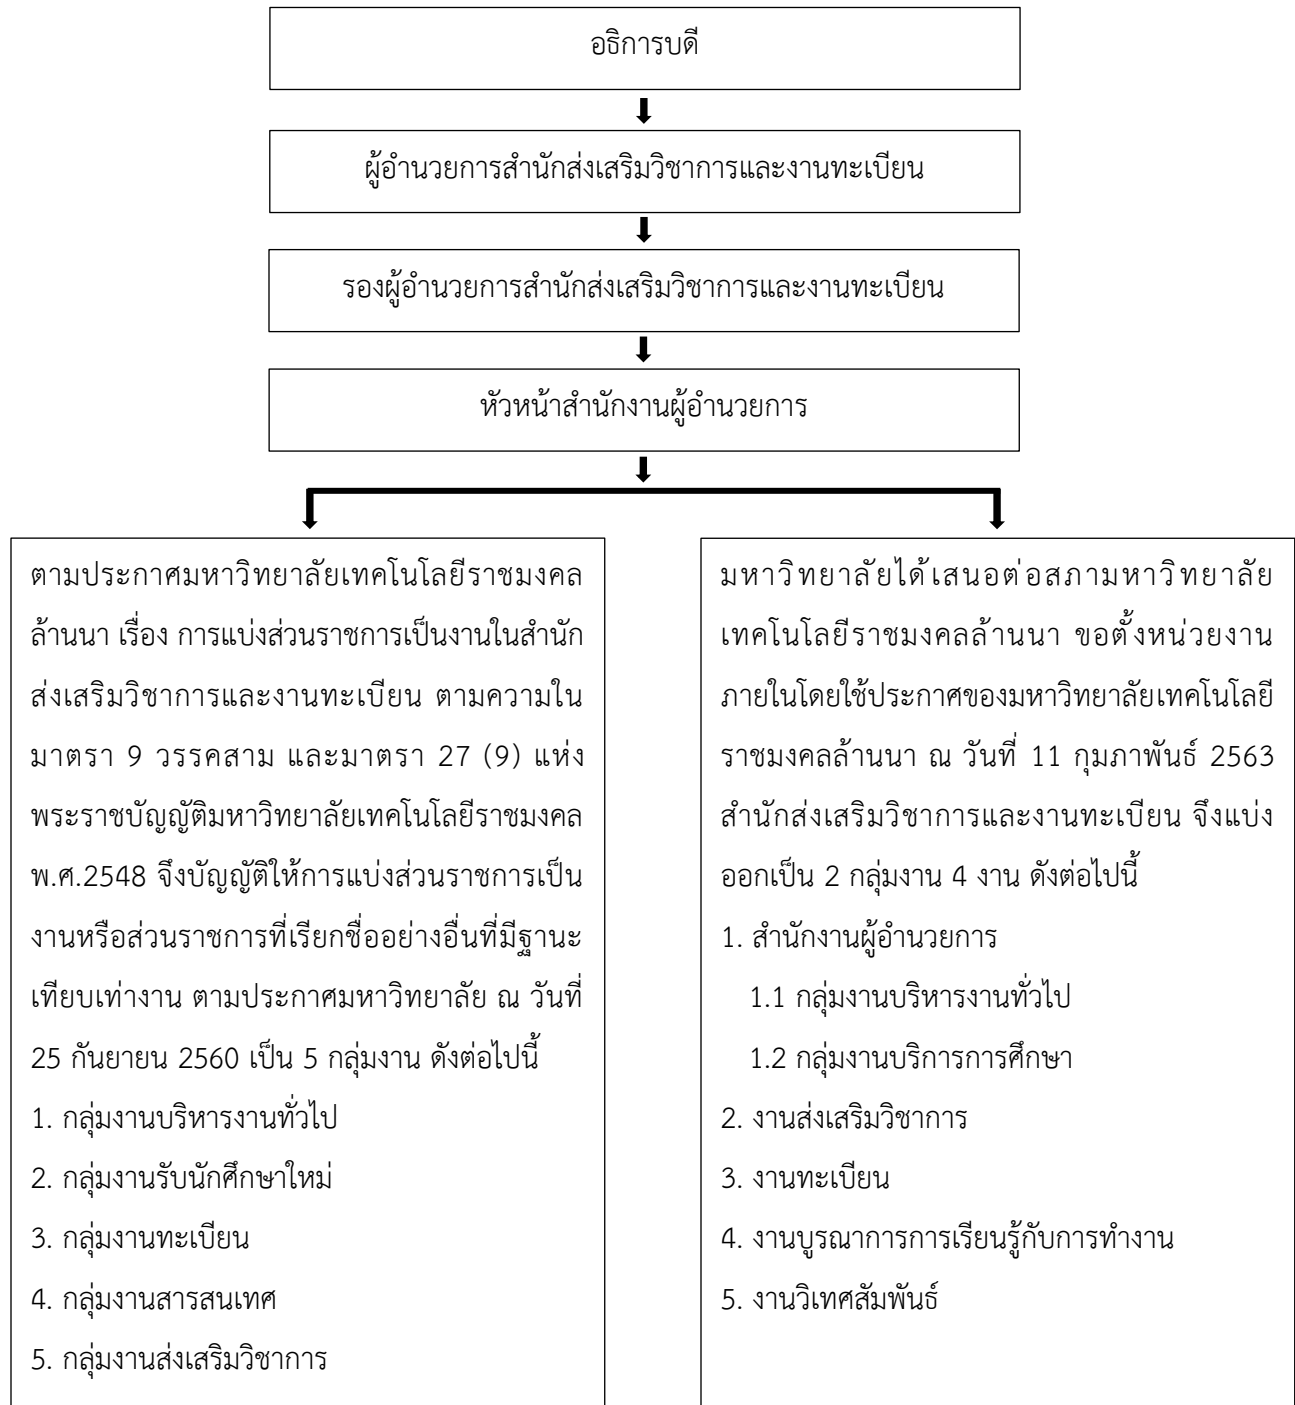 อธิการบดี
ผู้อำนวยการสำนักส่งเสริมวิชาการและงานทะเบียน
รองผู้อำนวยการสำนักส่งเสริมวิชาการและงานทะเบียน
หัวหน้าสำนักงานผู้อำนวยการ
ตามประกาศมหาวิทยาลัยเทคโนโลยีราชมงคล
ล้านนา เรื่อง การแบ่งส่วนราชการเป็นงานในสำนัก
ส่งเสริมวิชาการและงานทะเบียน ตามความใน
มาตรา 9 วรรคสาม และมาตรา 27 (9) แห่ง
พระราชบัญญัติมหาวิทยาลัยเทคโนโลยีราชมงคล
พ.ศ.2548 จึงบัญญัติให้การแบ่งส่วนราชการเป็น
งานหรือส่วนราชการที่เรียกชื่ออย่างอื่นที่มีฐานะ
เทียบเท่างาน ตามประกาศมหาวิทยาลัย ณ วันที่
25 กันยายน 2560 เป็น 5 กลุ่มงาน ดังต่อไปนี้
1. กลุ่มงานบริหารงานทั่วไป
2. กลุ่มงานรับนักศึกษาใหม่
3. กลุ่มงานทะเบียน
4. กลุ่มงานสารสนเทศ
5. กลุ่มงานส่งเสริมวิชาการ
มหาวิทยาลัยได้เสนอต่อสภามหาวิทยาลัย
เทคโนโลยีราชมงคลล้านนา ขอตั้งหน่วยงาน
ภายในโดยใช้ประกาศของมหาวิทยาลัยเทคโนโลยี
ราชมงคลล้านนา ณ วันที่ 11 กุมภาพันธ์ 2563
สำนักส่งเสริมวิชาการและงานทะเบียน จึงแบ่ง
ออกเป็น 2 กลุ่มงาน 4 งาน ดังต่อไปนี้
1. สำนักงานผู้อำนวยการ
1.1 กลุ่มงานบริหารงานทั่วไป
1.2 กลุ่มงานบริการการศึกษา
2. งานส่งเสริมวิชาการ
3. งานทะเบียน
4. งานบูรณาการการเรียนรู้กับการทำงาน
5. งานวิเทศสัมพันธ์